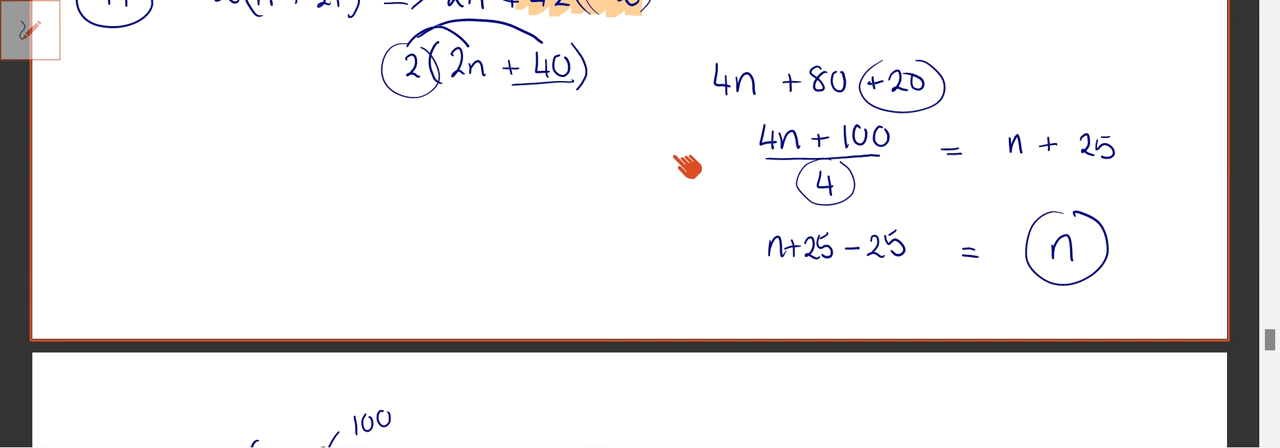 2(2n + 40)
4n + 80 +20
4n + 100
4
= n + 25
n+25 - 25 = n
100